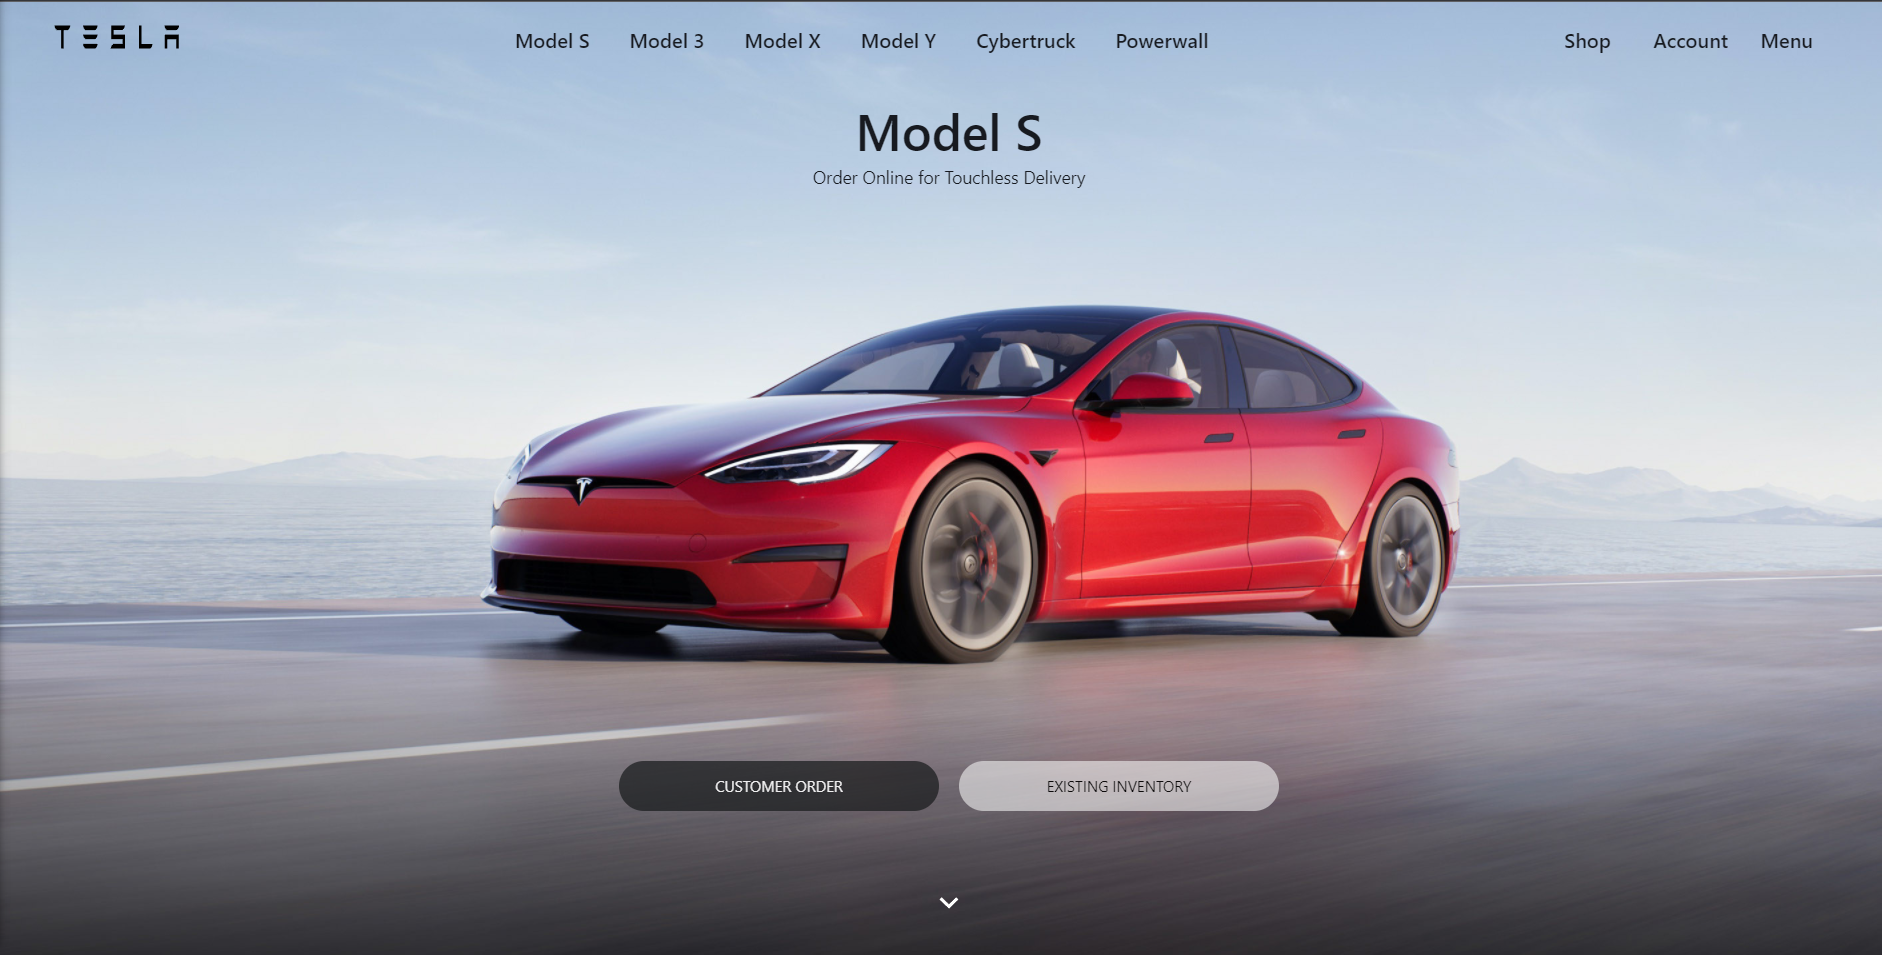 TESLA
Model S Model 3 Model X Model Y Cybertruck Powerwall
Shop Account Menu
Model S
Order Online for Touchless Delivery
CUSTOMER ORDER
EXISTING INVENTORY